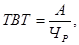 ТВТ = А / Ч_Р ,